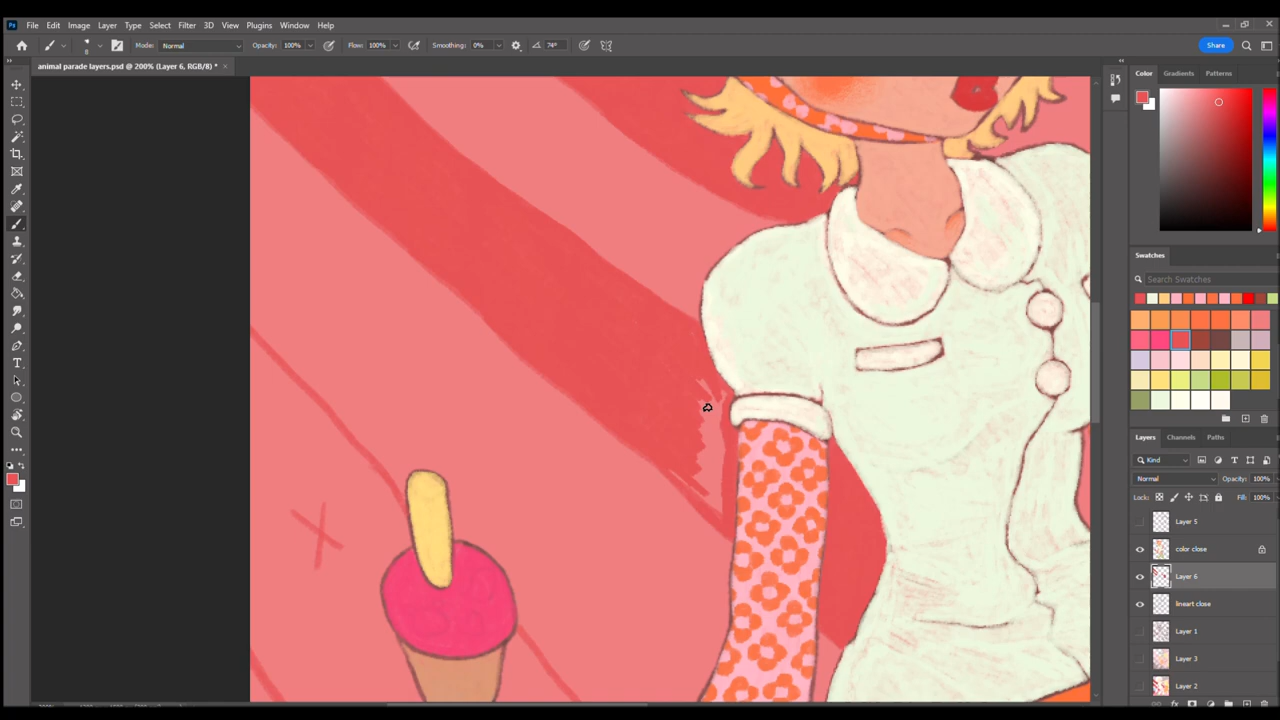 Ps File Edit Image Layer Type Select Filter 3D View Plugins Window Help
8 Mode: Normal Opacity: 100% Flow: 100% Smoothing: 0% 74° Share
animal parade layers.psd @ 200% (Layer 6, RGB/8) *
Color Gradients Patterns
Swatches
Search Swatches
Layers Channels Paths
Kind
Normal Opacity: 100%
Lock: Fill: 100%
Layer 5
color close
Layer 6
lineart close
Layer 1
Layer 3
Layer 2